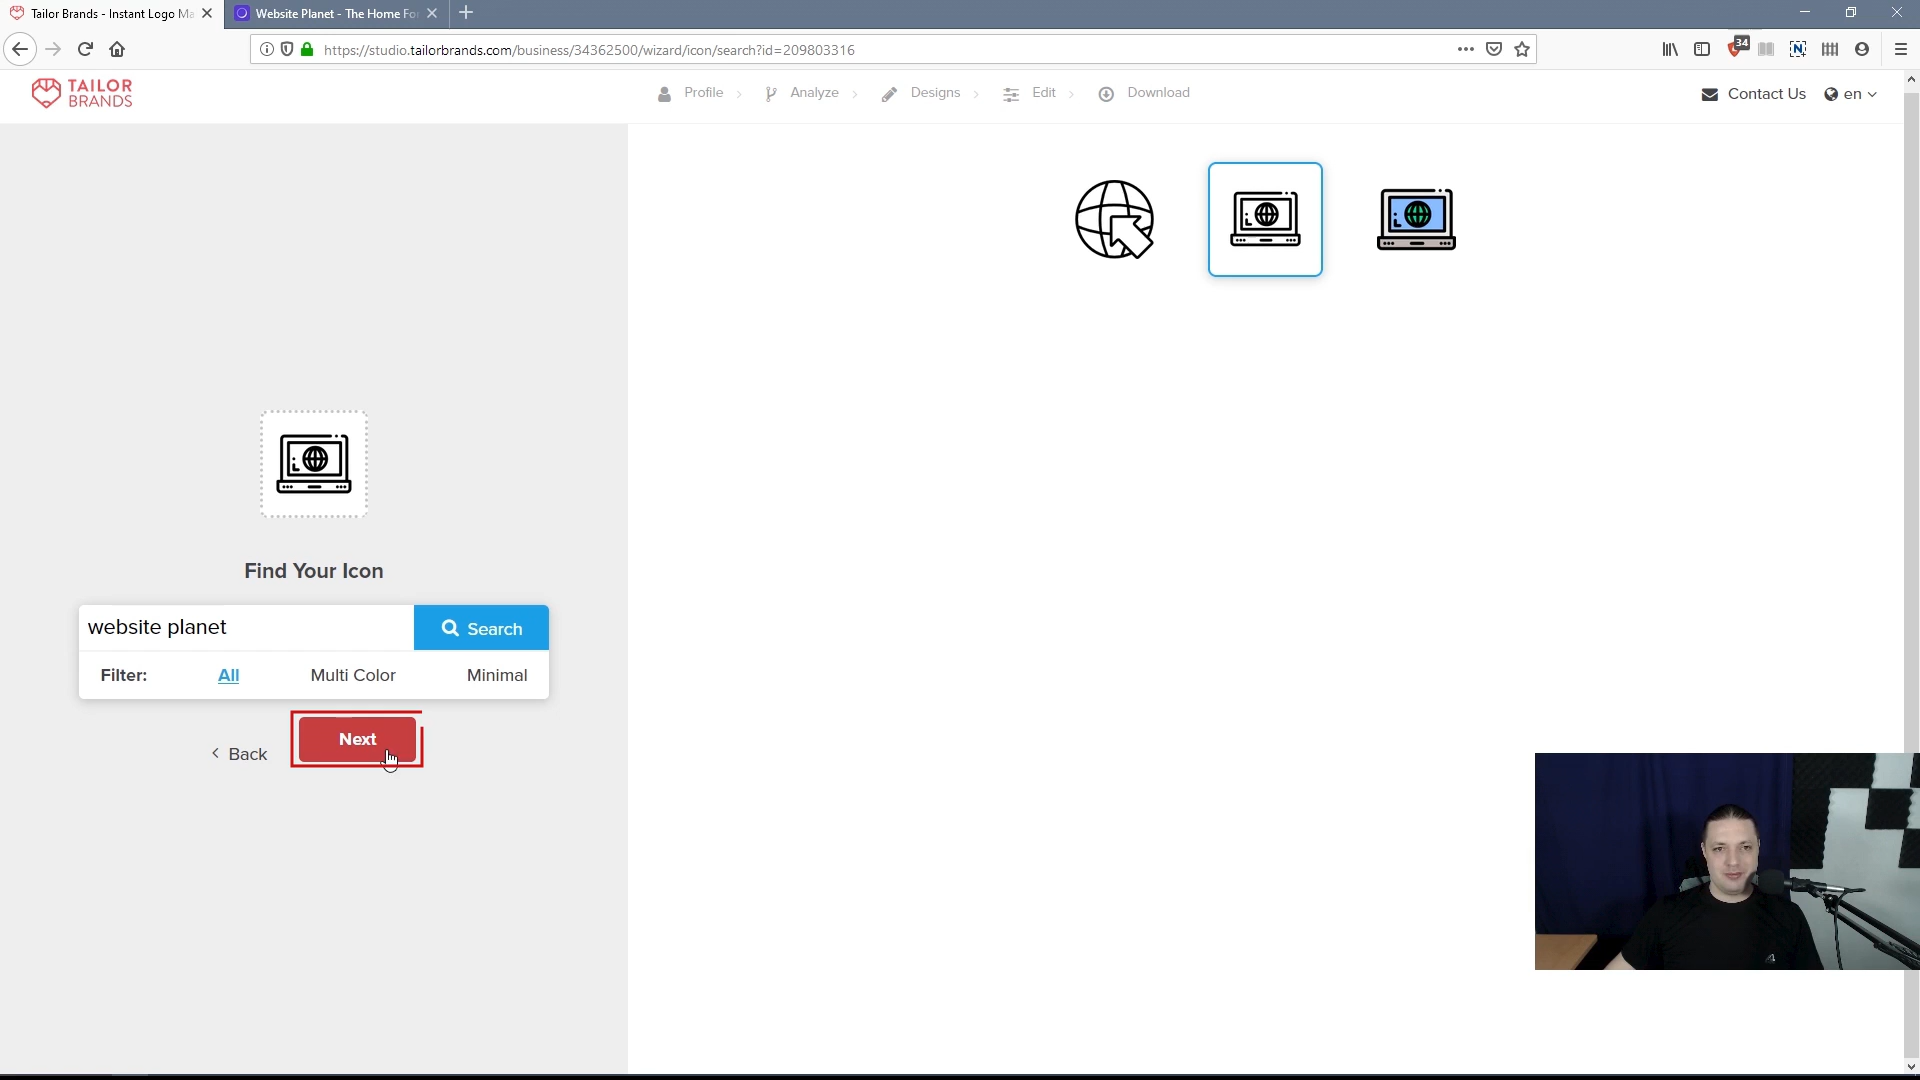 Tailor Brands - Instant Logo Ma
Website Planet - The Home For
https://studio.tailorbrands.com/business/34362500/wizard/icon/search?id=209803316
34
N
TAILOR
BRANDS
Profile
Analyze
Designs
Edit
Download
Contact Us
en
Find Your Icon
website planet
Search
Filter:
All
Multi Color
Minimal
Back
Next